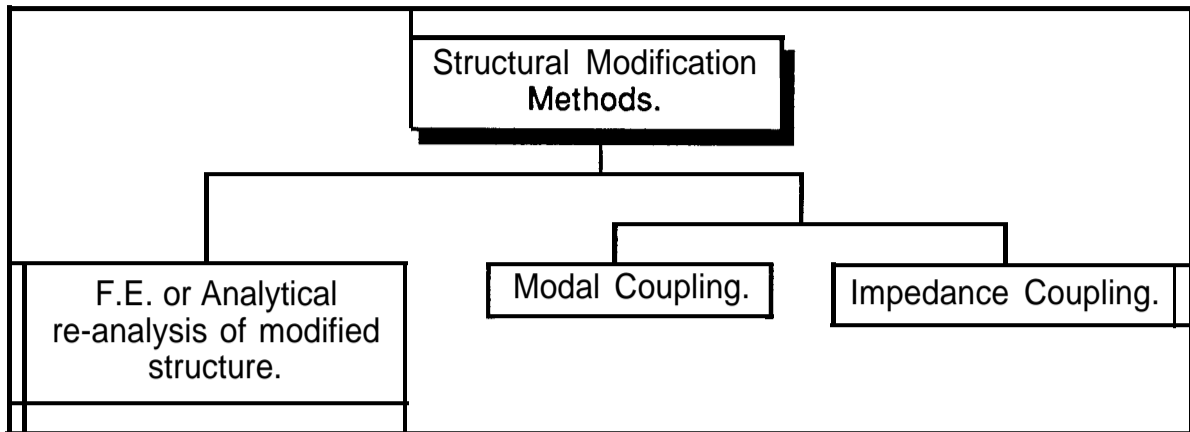 Structural Modification
Methods.
F.E. or Analytical
re-analysis of modified
structure.
Modal Coupling.
Impedance Coupling.